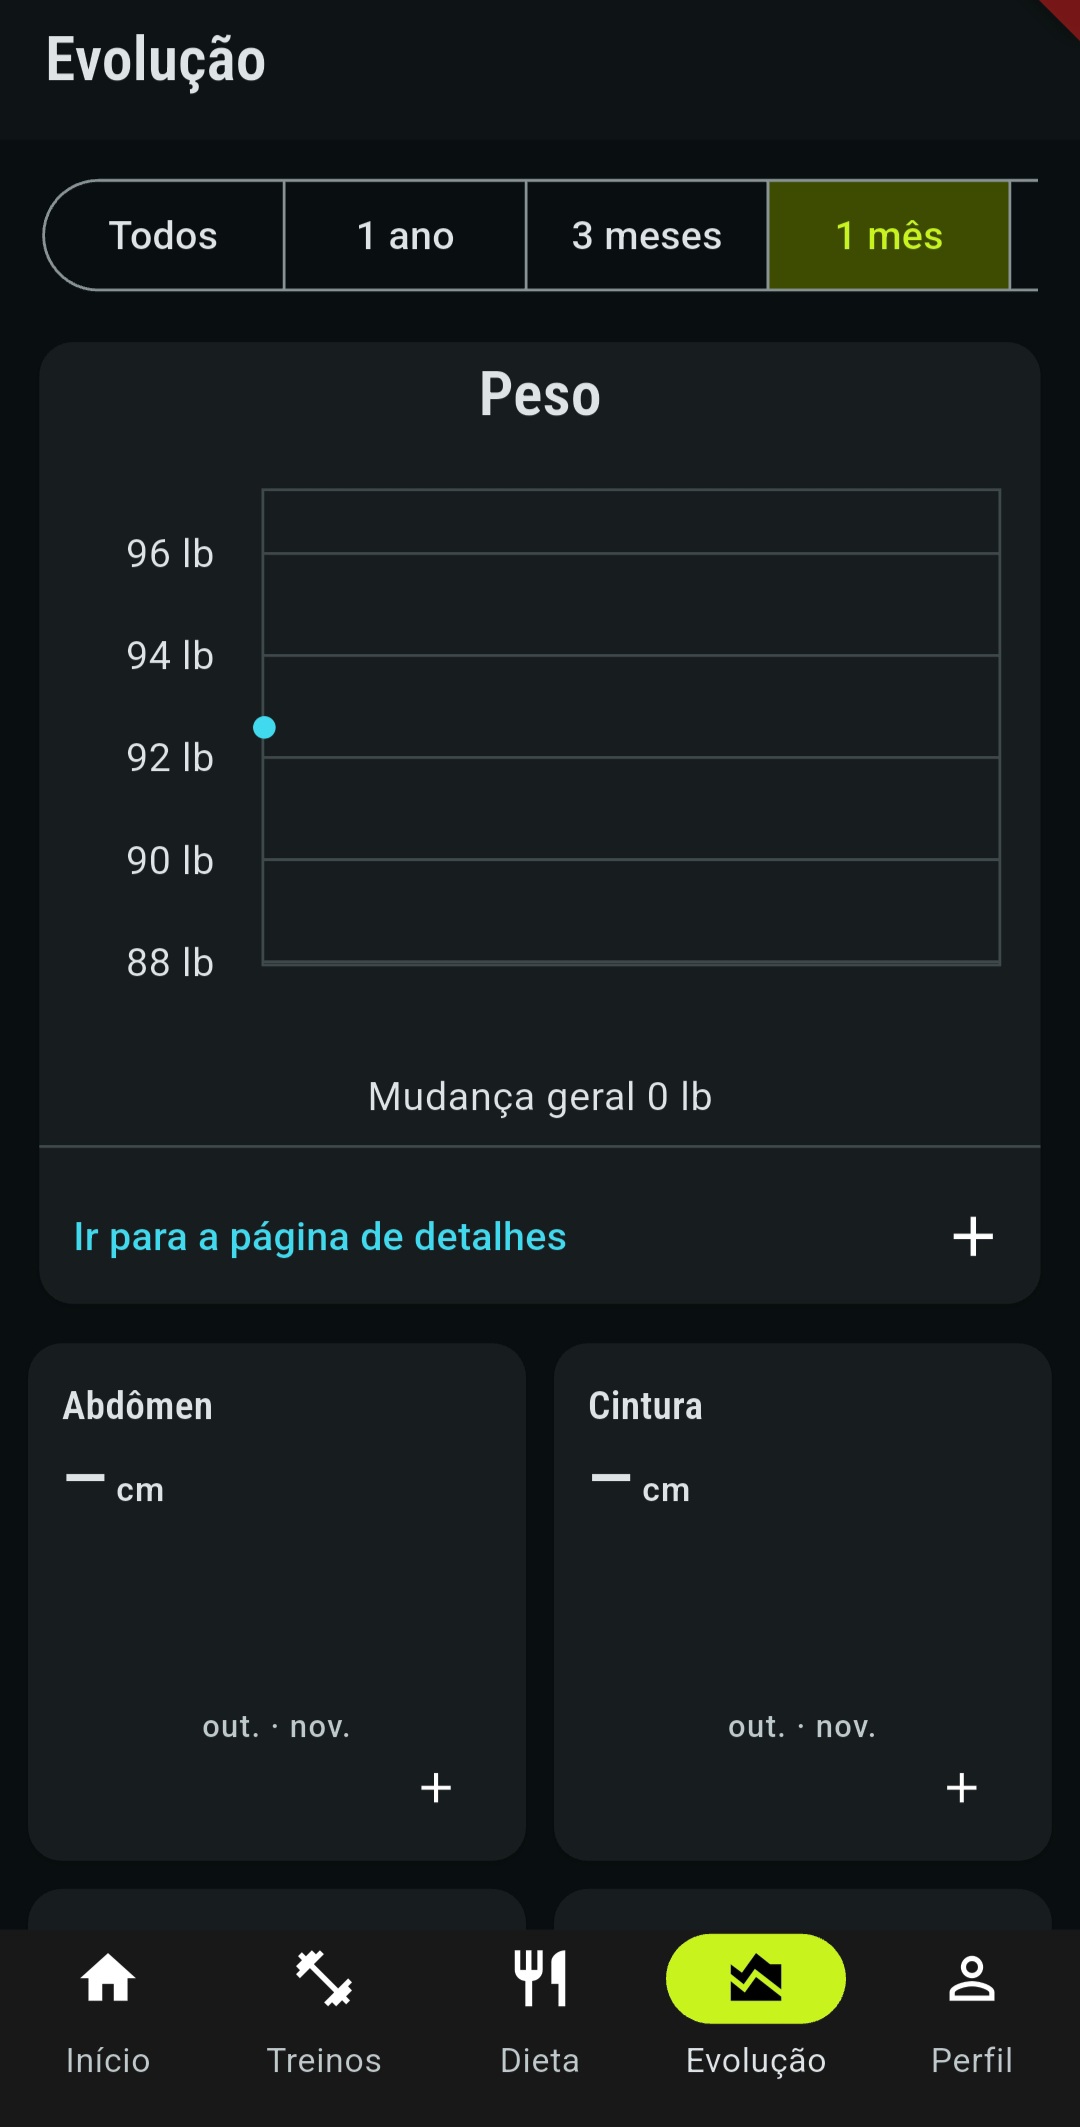 Evolução
Todos
1 ano
3 meses
1 mês
Peso
96 lb
94 lb
92 lb
90 lb
88 lb
Mudança geral 0 lb
Ir para a página de detalhes
Abdômen
– cm
out. · nov.
Cintura
– cm
out. · nov.
Início
Treinos
Dieta
Evolução
Perfil